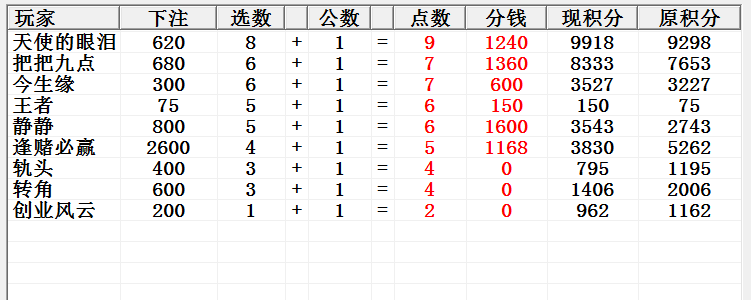 玩家 下注 选数 公数 点数 分钱 现积分 原积分
天使的眼泪 620 8 + 1 = 9 1240 9918 9298
把把九点 680 6 + 1 = 7 1360 8333 7653
今生缘 300 6 + 1 = 7 600 3527 3227
王者 75 5 + 1 = 6 150 150 75
静静 800 5 + 1 = 6 1600 3543 2743
逢赌必赢 2600 4 + 1 = 5 1168 3830 5262
轨头 400 3 + 1 = 4 0 795 1195
转角 600 3 + 1 = 4 0 1406 2006
创业风云 200 1 + 1 = 2 0 962 1162